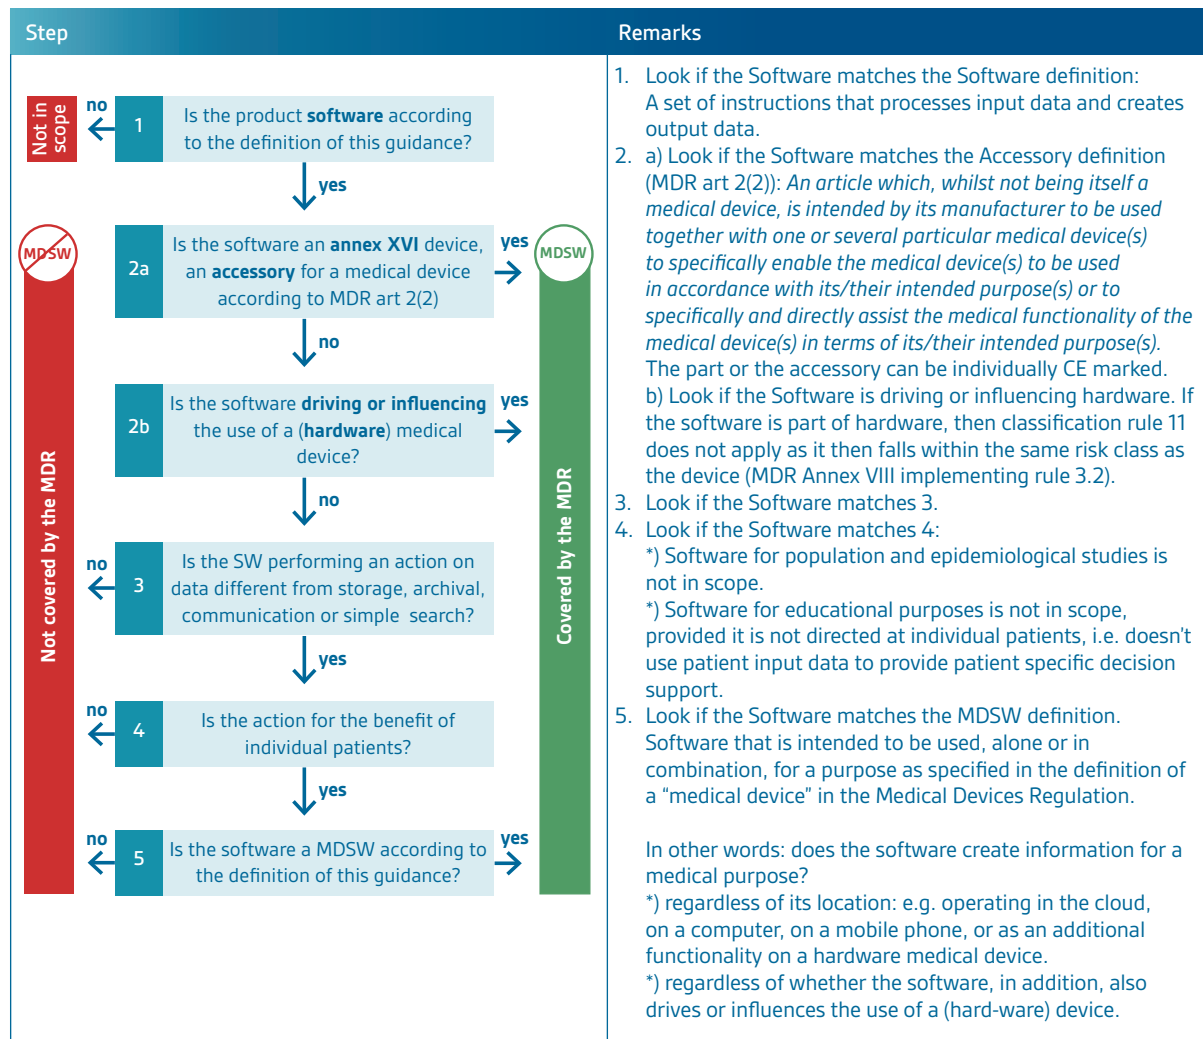 Step
Remarks
Not in
scope
no
1
Is the product software according
to the definition of this guidance?
yes
MDSW
2a
Is the software an annex XVI device,
an accessory for a medical device
according to MDR art 2(2)
yes
MDSW
no
2b
Is the software driving or influencing
the use of a (hardware) medical
device?
yes
no
Not covered by the MDR
Covered by the MDR
no
3
Is the SW performing an action on
data different from storage, archival,
communication or simple search?
yes
no
4
Is the action for the benefit of
individual patients?
yes
no
5
Is the software a MDSW according to
the definition of this guidance?
yes
1. Look if the Software matches the Software definition:
A set of instructions that processes input data and creates
output data.
2. a) Look if the Software matches the Accessory definition
(MDR art 2(2)): An article which, whilst not being itself a
medical device, is intended by its manufacturer to be used
together with one or several particular medical device(s)
to specifically enable the medical device(s) to be used
in accordance with its/their intended purpose(s) or to
specifically and directly assist the medical functionality of the
medical device(s) in terms of its/their intended purpose(s).
The part or the accessory can be individually CE marked.
b) Look if the Software is driving or influencing hardware. If
the software is part of hardware, then classification rule 11
does not apply as it then falls within the same risk class as
the device (MDR Annex VIII implementing rule 3.2).
3. Look if the Software matches 3.
4. Look if the Software matches 4:
*) Software for population and epidemiological studies is
not in scope.
*) Software for educational purposes is not in scope,
provided it is not directed at individual patients, i.e. doesn't
use patient input data to provide patient specific decision
support.
5. Look if the Software matches the MDSW definition.
Software that is intended to be used, alone or in
combination, for a purpose as specified in the definition of
a “medical device” in the Medical Devices Regulation.
In other words: does the software create information for a
medical purpose?
*) regardless of its location: e.g. operating in the cloud,
on a computer, on a mobile phone, or as an additional
functionality on a hardware medical device.
*) regardless of whether the software, in addition, also
drives or influences the use of a (hard-ware) device.